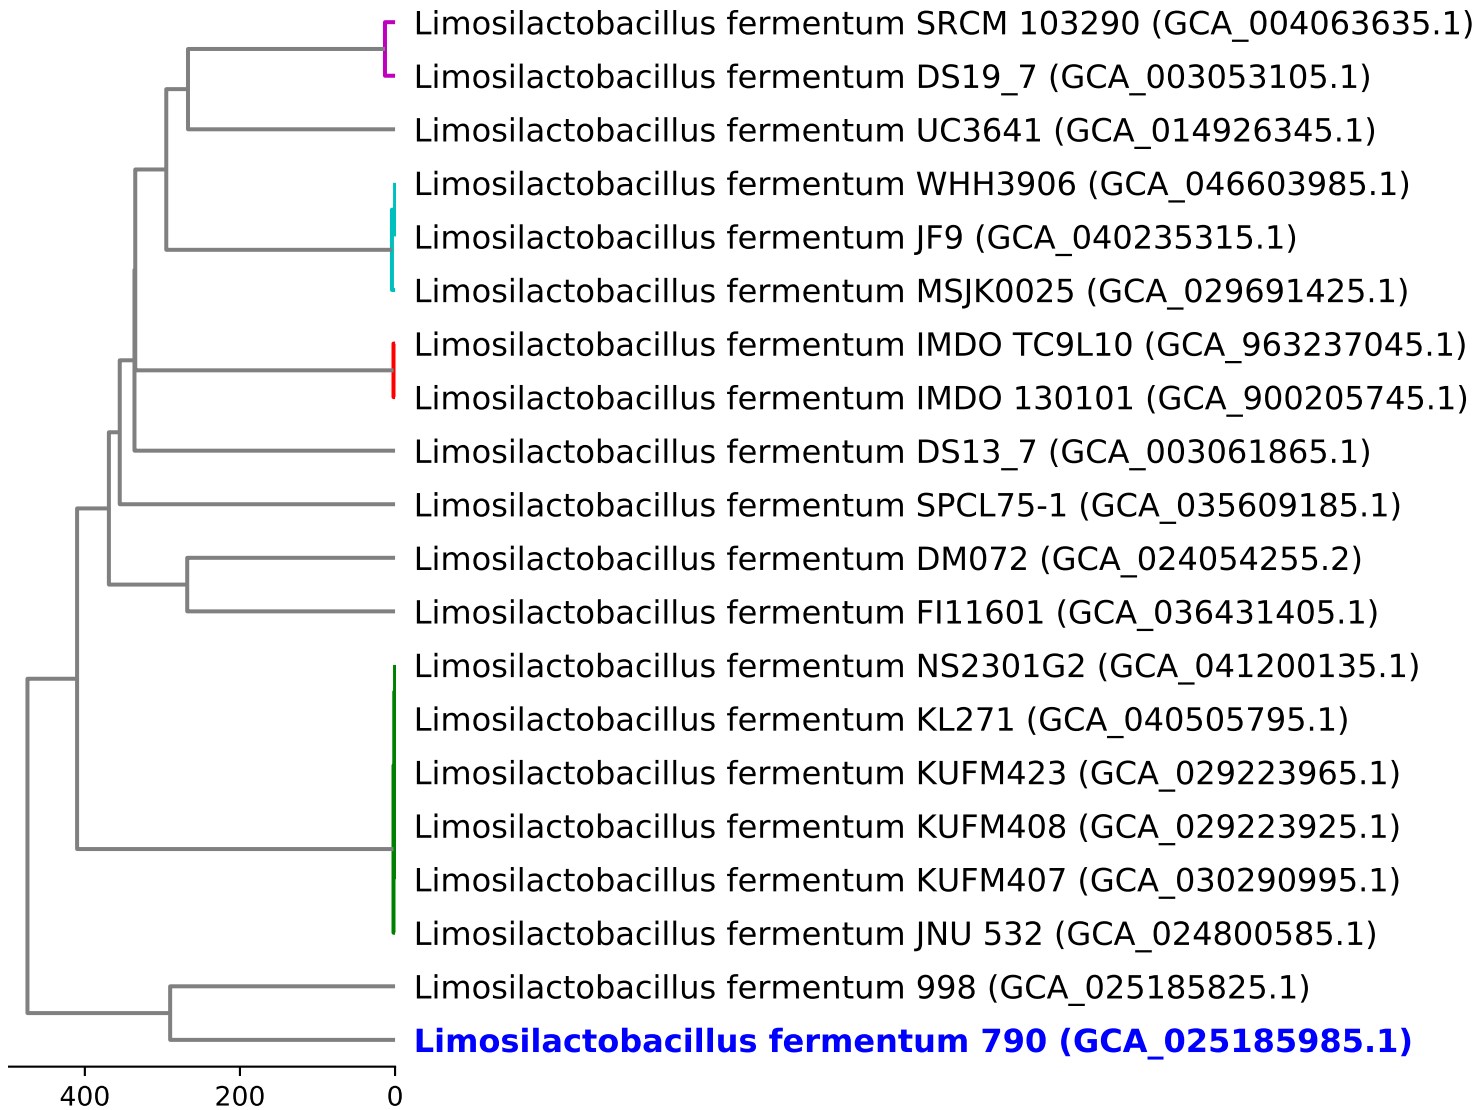 Limosilactobacillus fermentum SRCM 103290 (GCA_004063635.1)
Limosilactobacillus fermentum DS19_7 (GCA_003053105.1)
Limosilactobacillus fermentum UC3641 (GCA_014926345.1)
Limosilactobacillus fermentum WHH3906 (GCA_046603985.1)
Limosilactobacillus fermentum JF9 (GCA_040235315.1)
Limosilactobacillus fermentum MSJK0025 (GCA_029691425.1)
Limosilactobacillus fermentum IMDO TC9L10 (GCA_963237045.1)
Limosilactobacillus fermentum IMDO 130101 (GCA_900205745.1)
Limosilactobacillus fermentum DS13_7 (GCA_003061865.1)
Limosilactobacillus fermentum SPCL75-1 (GCA_035609185.1)
Limosilactobacillus fermentum DM072 (GCA_024054255.2)
Limosilactobacillus fermentum FI11601 (GCA_036431405.1)
Limosilactobacillus fermentum NS2301G2 (GCA_041200135.1)
Limosilactobacillus fermentum KL271 (GCA_040505795.1)
Limosilactobacillus fermentum KUFM423 (GCA_029223965.1)
Limosilactobacillus fermentum KUFM408 (GCA_029223925.1)
Limosilactobacillus fermentum KUFM407 (GCA_030290995.1)
Limosilactobacillus fermentum JNU 532 (GCA_024800585.1)
Limosilactobacillus fermentum 998 (GCA_025185825.1)
Limosilactobacillus fermentum 790 (GCA_025185985.1)
400 200 0